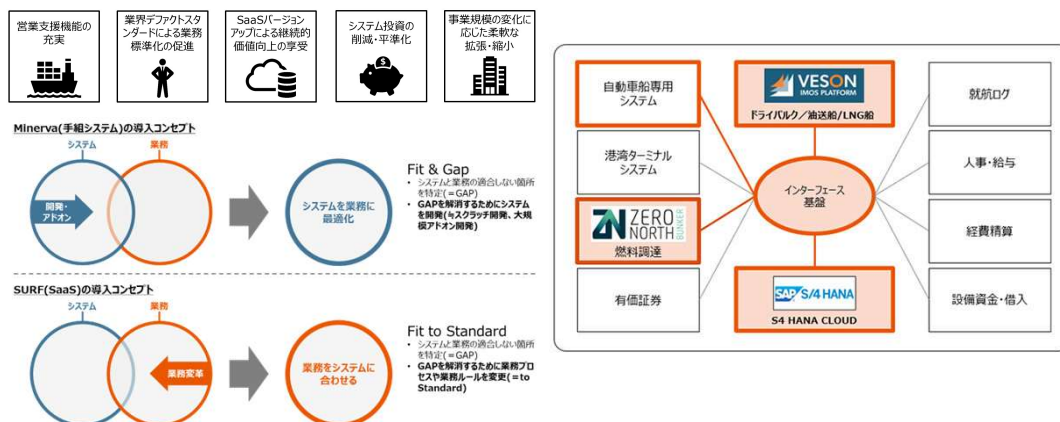 営業支援機能の
充実
業界デファクトスタ
ンダードによる業務
標準化の促進
SaaSバージョン
アップによる継続的
価値向上の享受
システム投資の
削減・平準化
事業規模の変化に
応じた柔軟な
拡張・縮小
$
Minerva(手組システム)の導入コンセプト
システム
業務
開発・
アドオン
システムを業務に
最適化
Fit & Gap
• システムと業務の適合しない箇所
を特定(=GAP)
• GAPを解消するためにシステム
を開発(≒スクラッチ開発、大規
模アドオン開発)
SURF(SaaS)の導入コンセプト
システム
業務
業務変革
業務をシステムに
合わせる
Fit to Standard
• システムと業務の適合しない箇所
を特定(=GAP)
• GAPを解消するために業務プロ
セスや業務ルールを変更(=to
Standard)
自動車船専用
システム
港湾ターミナル
システム
ZERO
NORTH
BUNKER
燃料調達
有価証券
VESON
IMOS PLATFORM
ドライバルク/油送船/LNG船
インターフェース
基盤
SAP S/4 HANA
S4 HANA CLOUD
就航ログ
人事・給与
経費精算
設備資金・借入